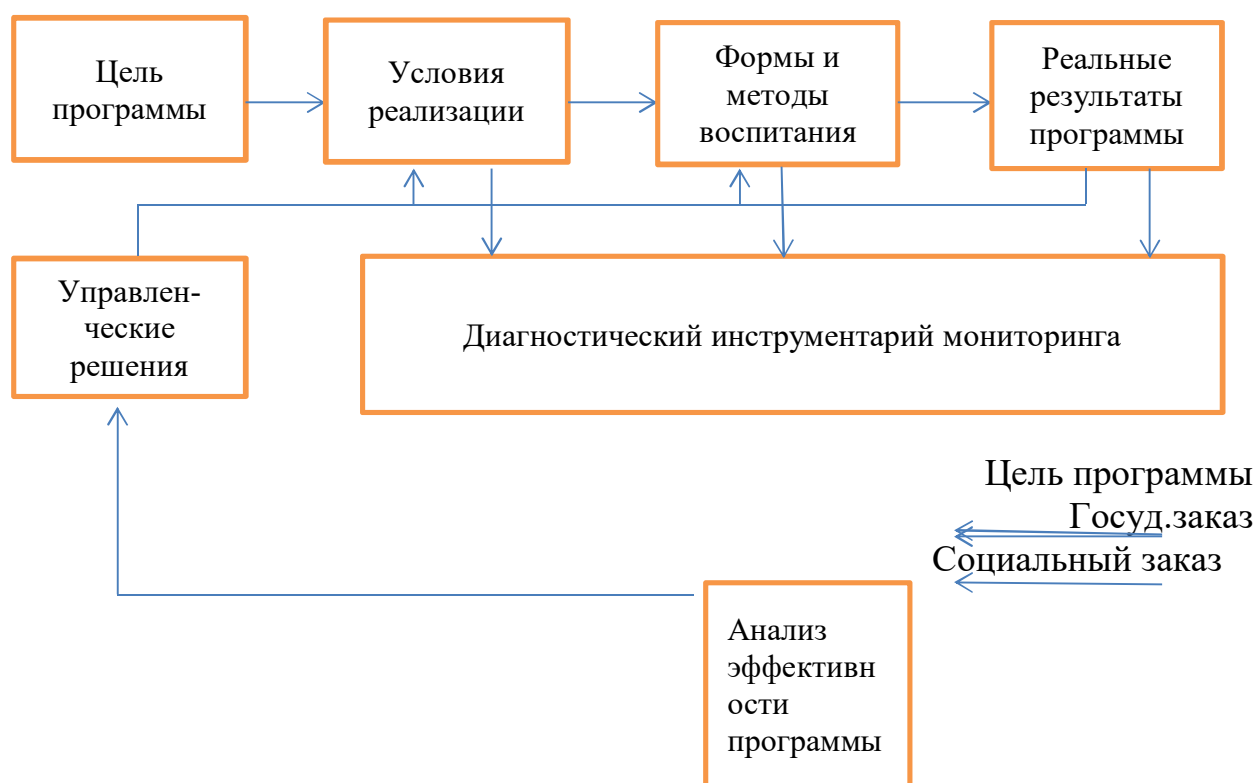 Цель
программы
Условия
реализации
Формы и
методы
воспитания
Реальные
результаты
программы
Управлен-
ческие
решения
Диагностический инструментарий мониторинга
Цель программы
Госуд.заказ
Социальный заказ
Анализ
эффективн
ости
программы